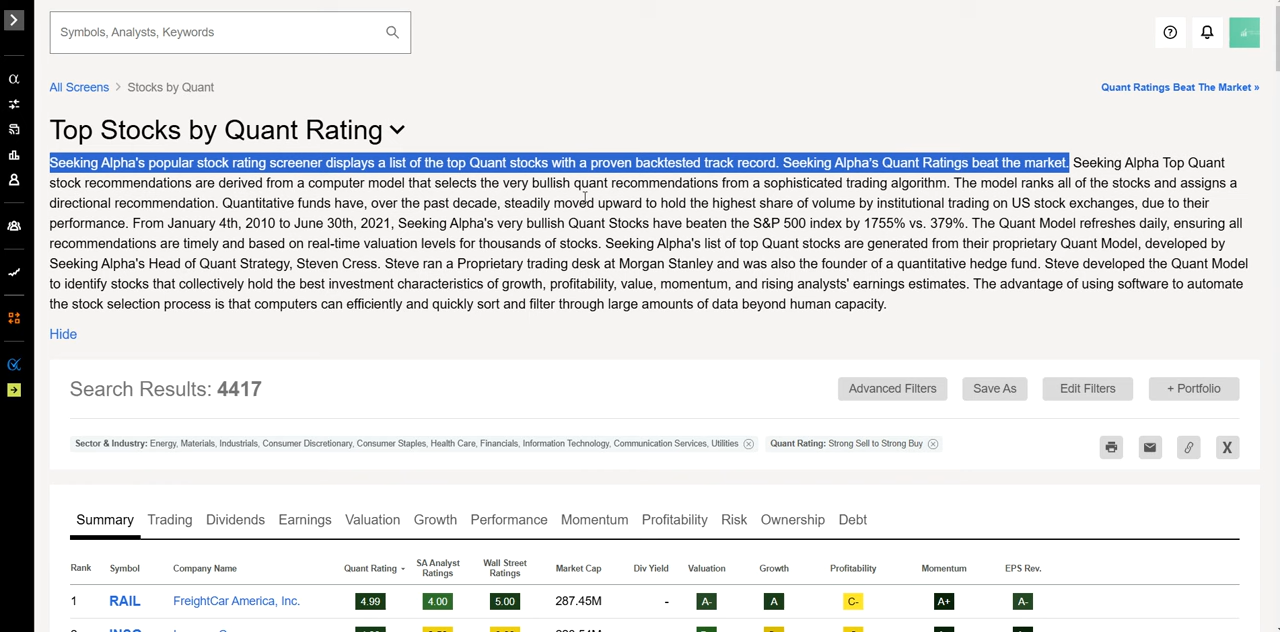 Symbols, Analysts, Keywords
All Screens > Stocks by Quant
Quant Ratings Beat The Market »
Top Stocks by Quant Rating
Seeking Alpha's popular stock rating screener displays a list of the top Quant stocks with a proven backtested track record. Seeking Alpha's Quant Ratings beat the market. Seeking Alpha Top Quant
stock recommendations are derived from a computer model that selects the very bullish quant recommendations from a sophisticated trading algorithm. The model ranks all of the stocks and assigns a
directional recommendation. Quantitative funds have, over the past decade, steadily moved upward to hold the highest share of volume by institutional trading on US stock exchanges, due to their
performance. From January 4th, 2010 to June 30th, 2021, Seeking Alpha's very bullish Quant Stocks have beaten the S&P 500 index by 1755% vs. 379%. The Quant Model refreshes daily, ensuring all
recommendations are timely and based on real-time valuation levels for thousands of stocks. Seeking Alpha's list of top Quant stocks are generated from their proprietary Quant Model, developed by
Seeking Alpha's Head of Quant Strategy, Steven Cress. Steve ran a Proprietary trading desk at Morgan Stanley and was also the founder of a quantitative hedge fund. Steve developed the Quant Model
to identify stocks that collectively hold the best investment characteristics of growth, profitability, value, momentum, and rising analysts' earnings estimates. The advantage of using software to automate
the stock selection process is that computers can efficiently and quickly sort and filter through large amounts of data beyond human capacity.
Hide
Search Results: 4417
Advanced Filters Save As Edit Filters + Portfolio
Sector & Industry: Energy, Materials, Industrials, Consumer Discretionary, Consumer Staples, Health Care, Financials, Information Technology, Communication Services, Utilities Quant Rating: Strong Sell to Strong Buy
X
Summary Trading Dividends Earnings Valuation Growth Performance Momentum Profitability Risk Ownership Debt
Rank Symbol Company Name Quant Rating SA Analyst Ratings Wall Street Ratings Market Cap Div Yield Valuation Growth Profitability Momentum EPS Rev.
1 RAIL FreightCar America, Inc. 4.99 4.00 5.00 287.45M - A- A C- A+ A-